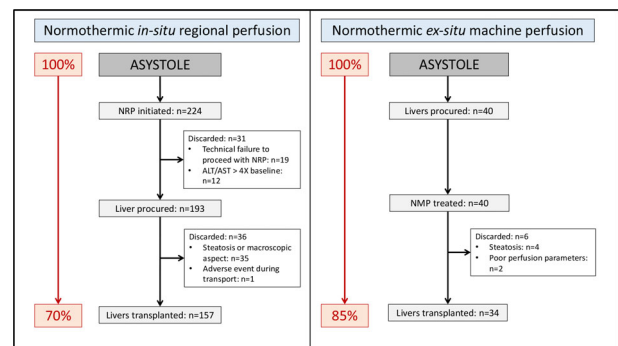 Normothermic in-situ regional perfusion
100%
ASYSTOLE
NRP initiated: n=224
Discarded: n=31
• Technical failure to
proceed with NRP: n=19
• ALT/AST > 4X baseline:
n=12
Liver procured: n=193
Discarded: n=36
• Steatosis or macroscopic
aspect: n=35
• Adverse event during
transport: n=1
70%
Livers transplanted: n=157
Normothermic ex-situ machine perfusion
100%
ASYSTOLE
Livers procured: n=40
NMP treated: n=40
Discarded: n=6
• Steatosis: n=4
• Poor perfusion parameters:
n=2
85%
Livers transplanted: n=34